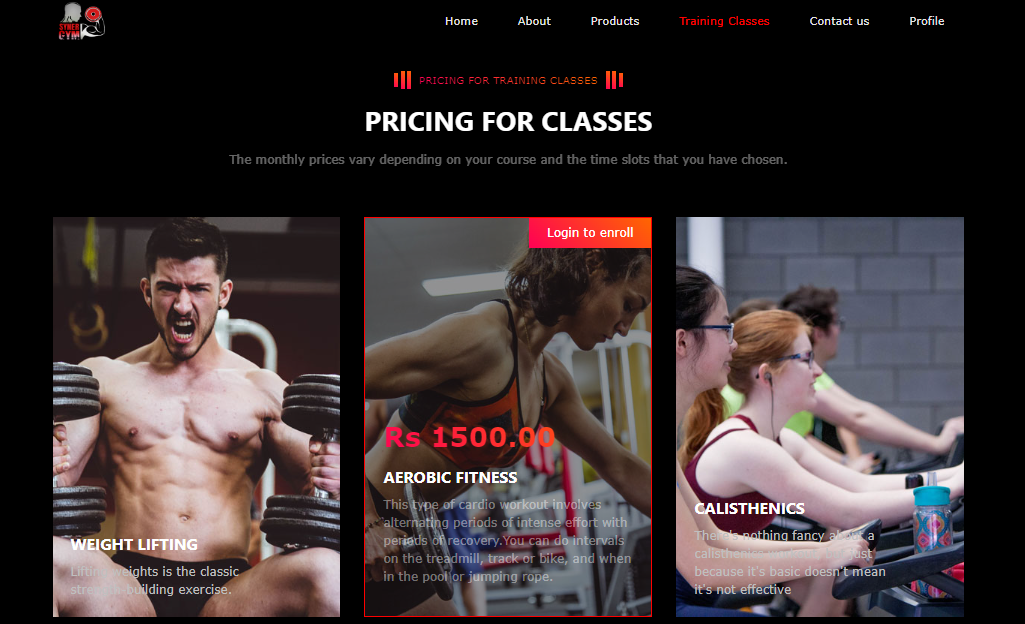 SYNER GYM
Home About Products Training Classes Contact us Profile
PRICING FOR TRAINING CLASSES
PRICING FOR CLASSES
The monthly prices vary depending on your course and the time slots that you have chosen.
Login to enroll
WEIGHT LIFTING
Lifting weights is the classic
strength building exercise.
Rs 1500.00
AEROBIC FITNESS
This type of cardio workout involves
alternating periods of intense effort with
periods of recovery.You can do intervals
on the treadmill, track or bike, and when
in the pool or jumping rope.
CALISTHENICS
There's nothing fancy about a
calisthenics just
because it's basic doesn't mean
it's not effective